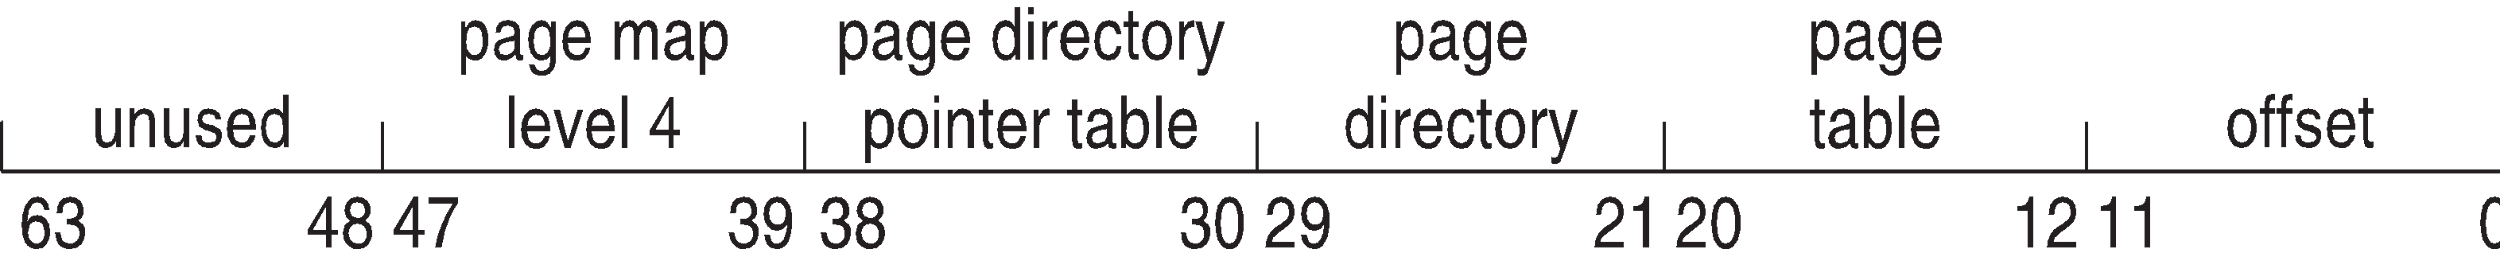 page map page directory page page
unused level 4 pointer table directory table offset
63 48 47 39 38 30 29 21 20 12 11 0